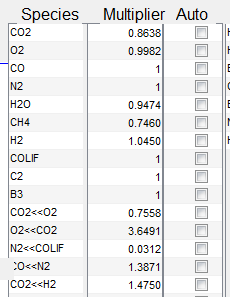 Species Multiplier Auto
CO2 0.8638
O2 0.9982
CO 1
N2 1
H2O 0.9474
CH4 0.7460
H2 1.0450
COLIF 1
C2 1
B3 1
CO2<<O2 0.7558
O2<<CO2 3.6491
N2<<COLIF 0.0312
CO<<N2 1.3871
CO2<<H2 1.4750